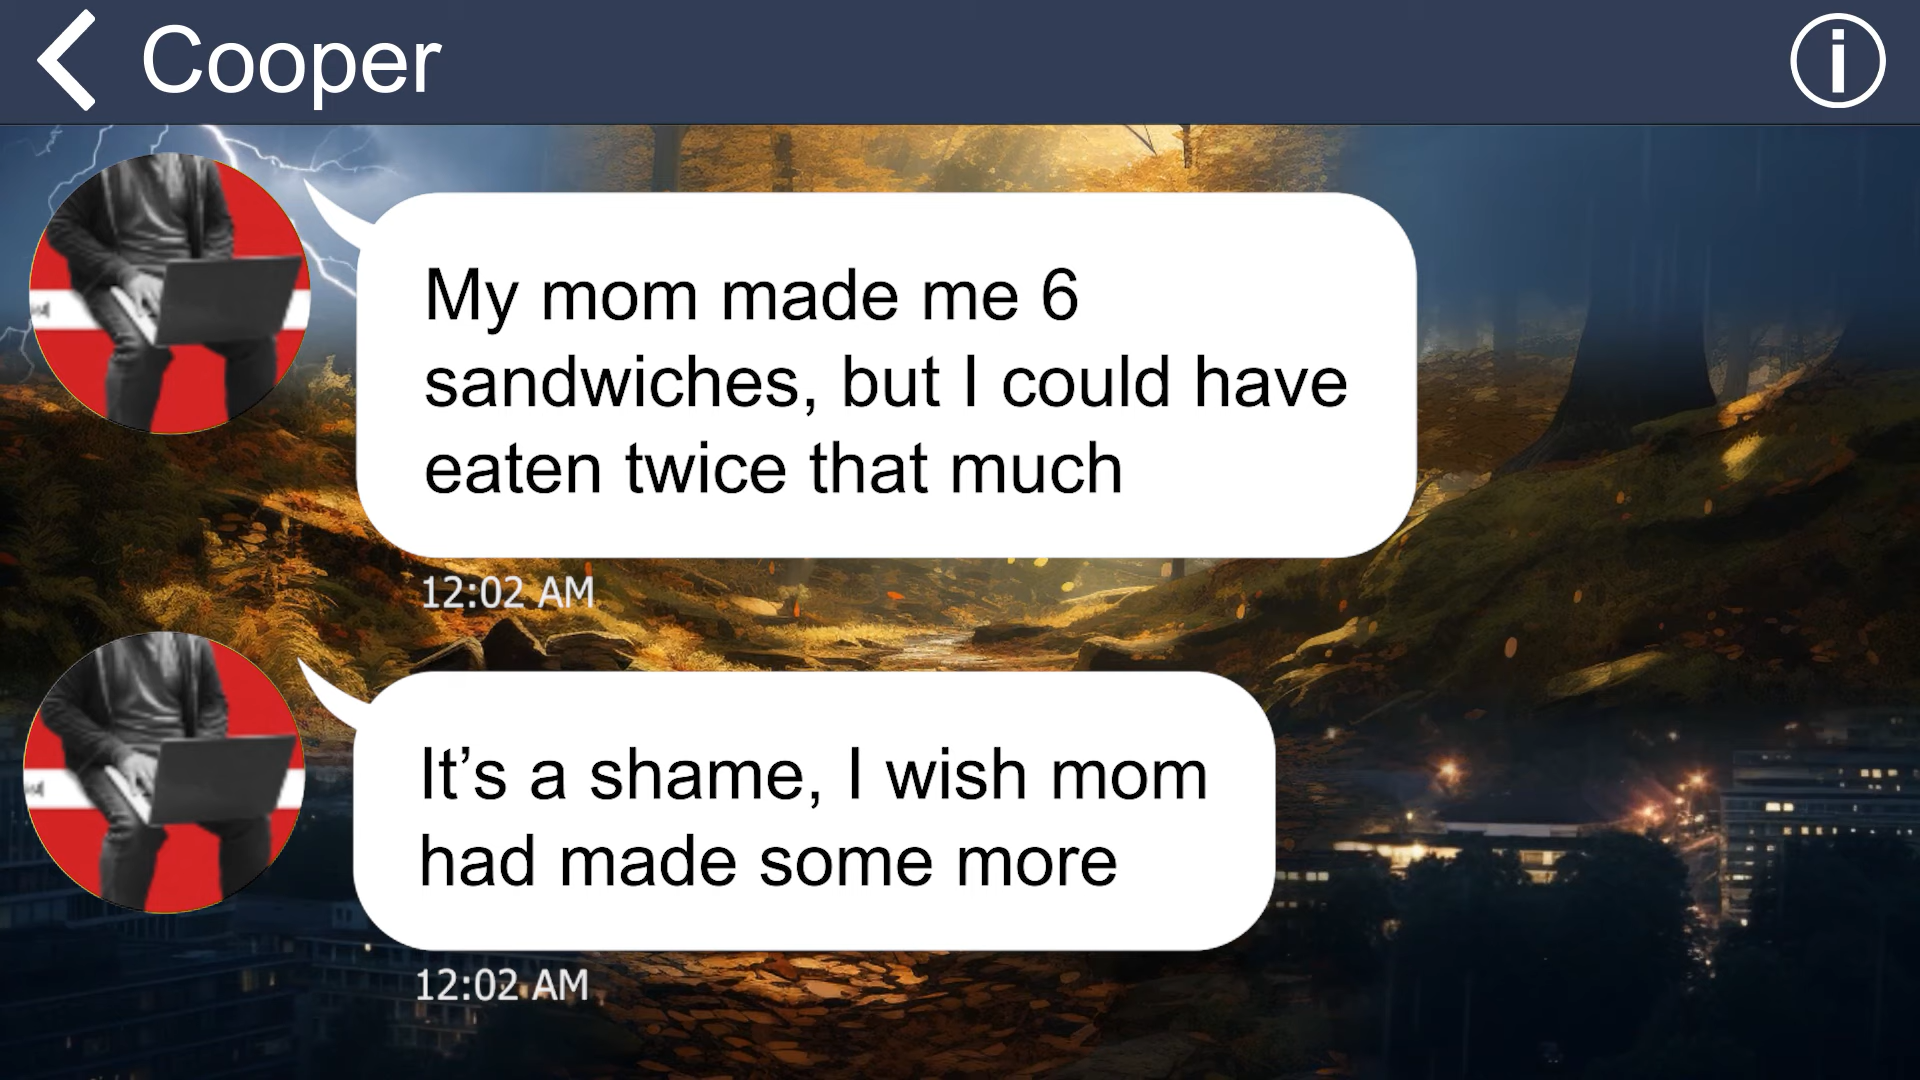 Cooper
My mom made me 6
sandwiches, but I could have
eaten twice that much
12:02 AM
It’s a shame, I wish mom
had made some more
12:02 AM